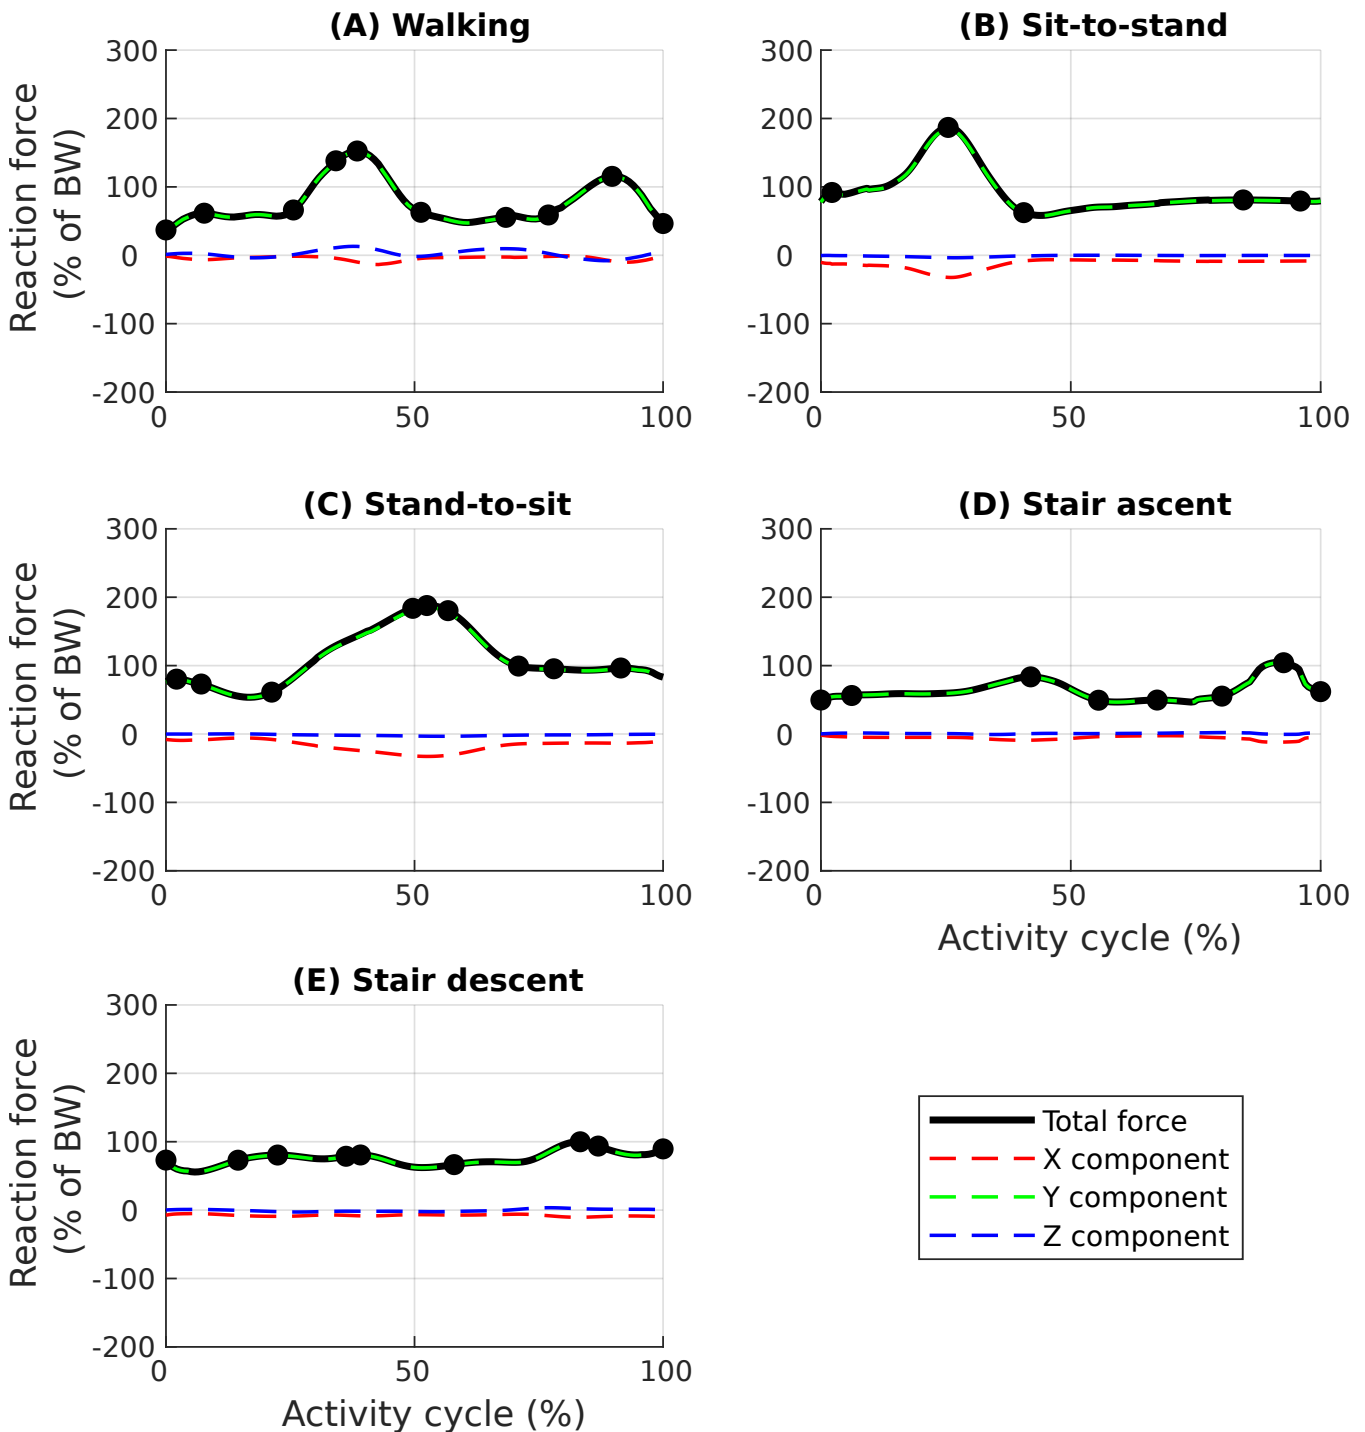 (A) Walking
Reaction force
(% of BW)
300
200
100
0
-100
-200
0
50
100
(B) Sit-to-stand
300
200
100
0
-100
-200
0
50
100
(C) Stand-to-sit
Reaction force
(% of BW)
300
200
100
0
-100
-200
0
50
100
(D) Stair ascent
300
200
100
0
-100
-200
0
50
100
Activity cycle (%)
(E) Stair descent
Reaction force
(% of BW)
300
200
100
0
-100
-200
0
50
100
Activity cycle (%)
Total force
X component
Y component
Z component